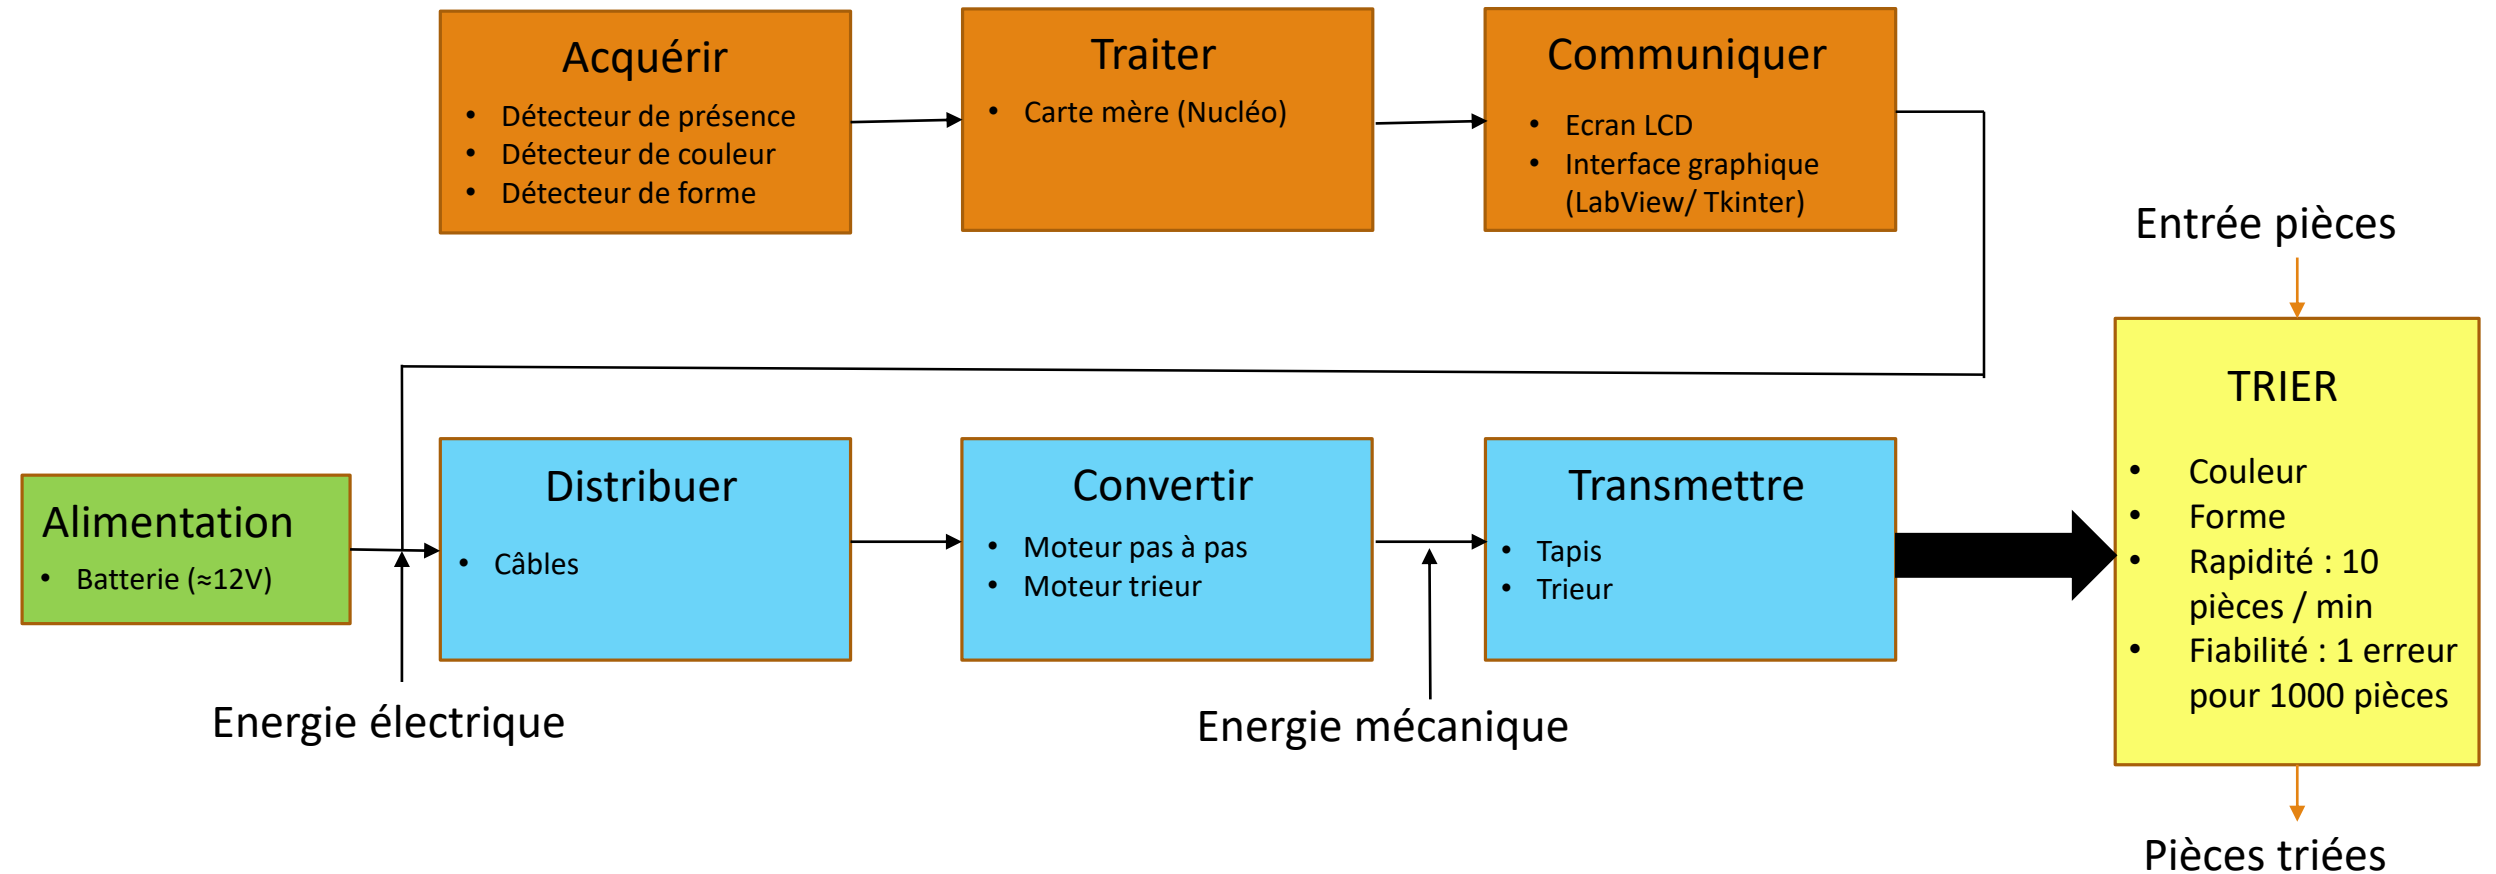 Acquérir
• Détecteur de présence
• Détecteur de couleur
• Détecteur de forme
Traiter
• Carte mère (Nucléo)
Communiquer
• Ecran LCD
• Interface graphique
(LabView/ Tkinter)
Entrée pièces
Alimentation
• Batterie (≈12V)
Distribuer
• Câbles
Convertir
• Moteur pas à pas
• Moteur trieur
Transmettre
• Tapis
• Trieur
TRIER
• Couleur
• Forme
• Rapidité : 10
pièces / min
• Fiabilité : 1 erreur
pour 1000 pièces
Energie électrique
Energie mécanique
Pièces triées